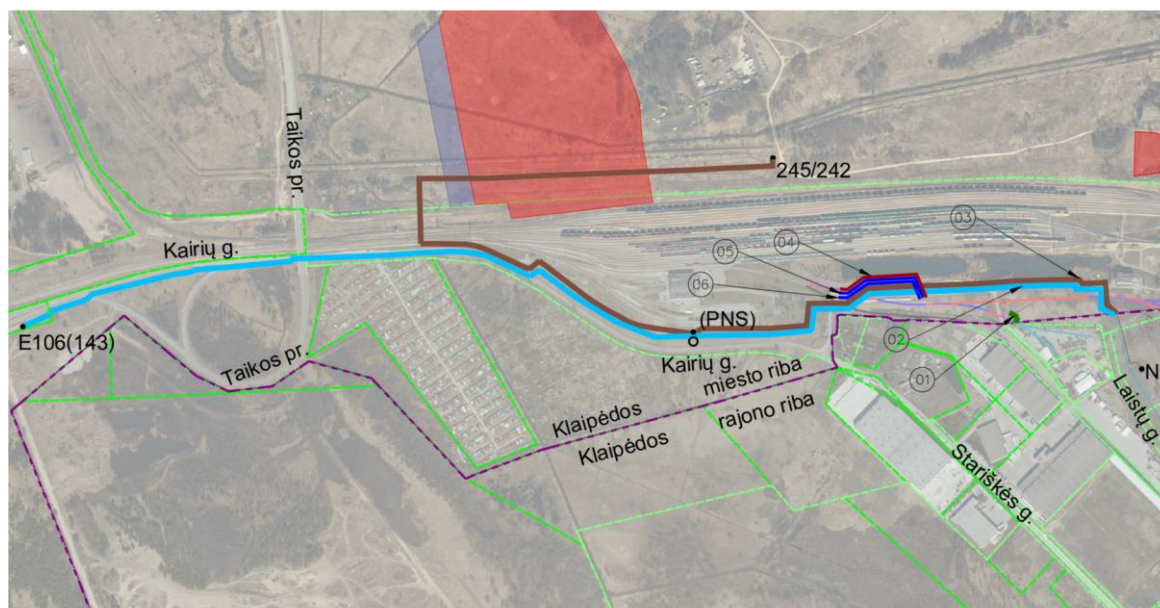 Taikos pr.
245/242
Kairių g.
03
04
05
06
(PNS)
E106(143)
Kairių g.
02
Taikos pr.
miesto riba
01
N
Klaipėdos
rajono riba
Klaipėdos
Laistų g.
Stariškės g.